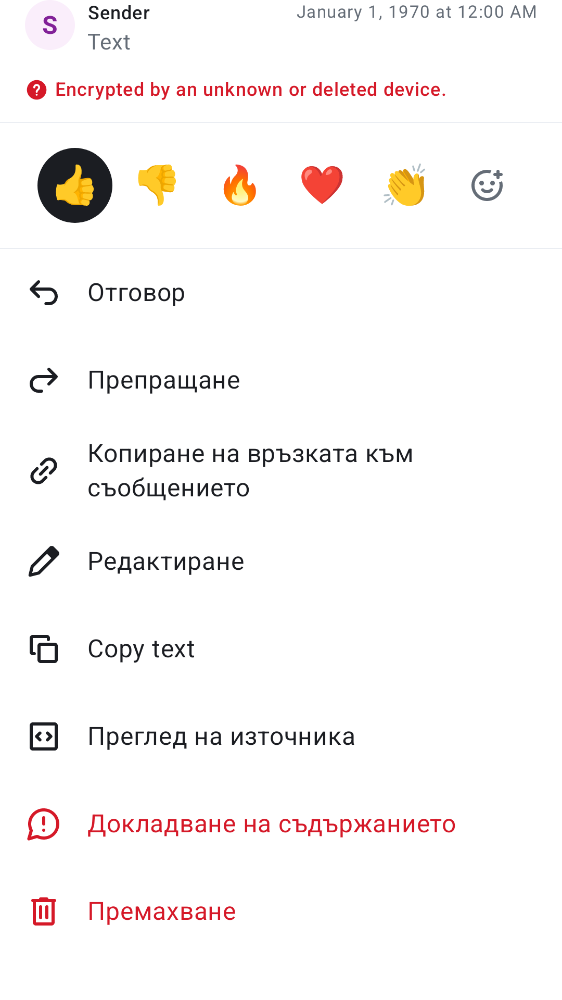 S
Sender
January 1, 1970 at 12:00 AM
Text
Encrypted by an unknown or deleted device.
Отговор
Препращане
Копиране на връзката към
съобщението
Редактиране
Copy text
Преглед на източника
Докладване на съдържанието
Премахване